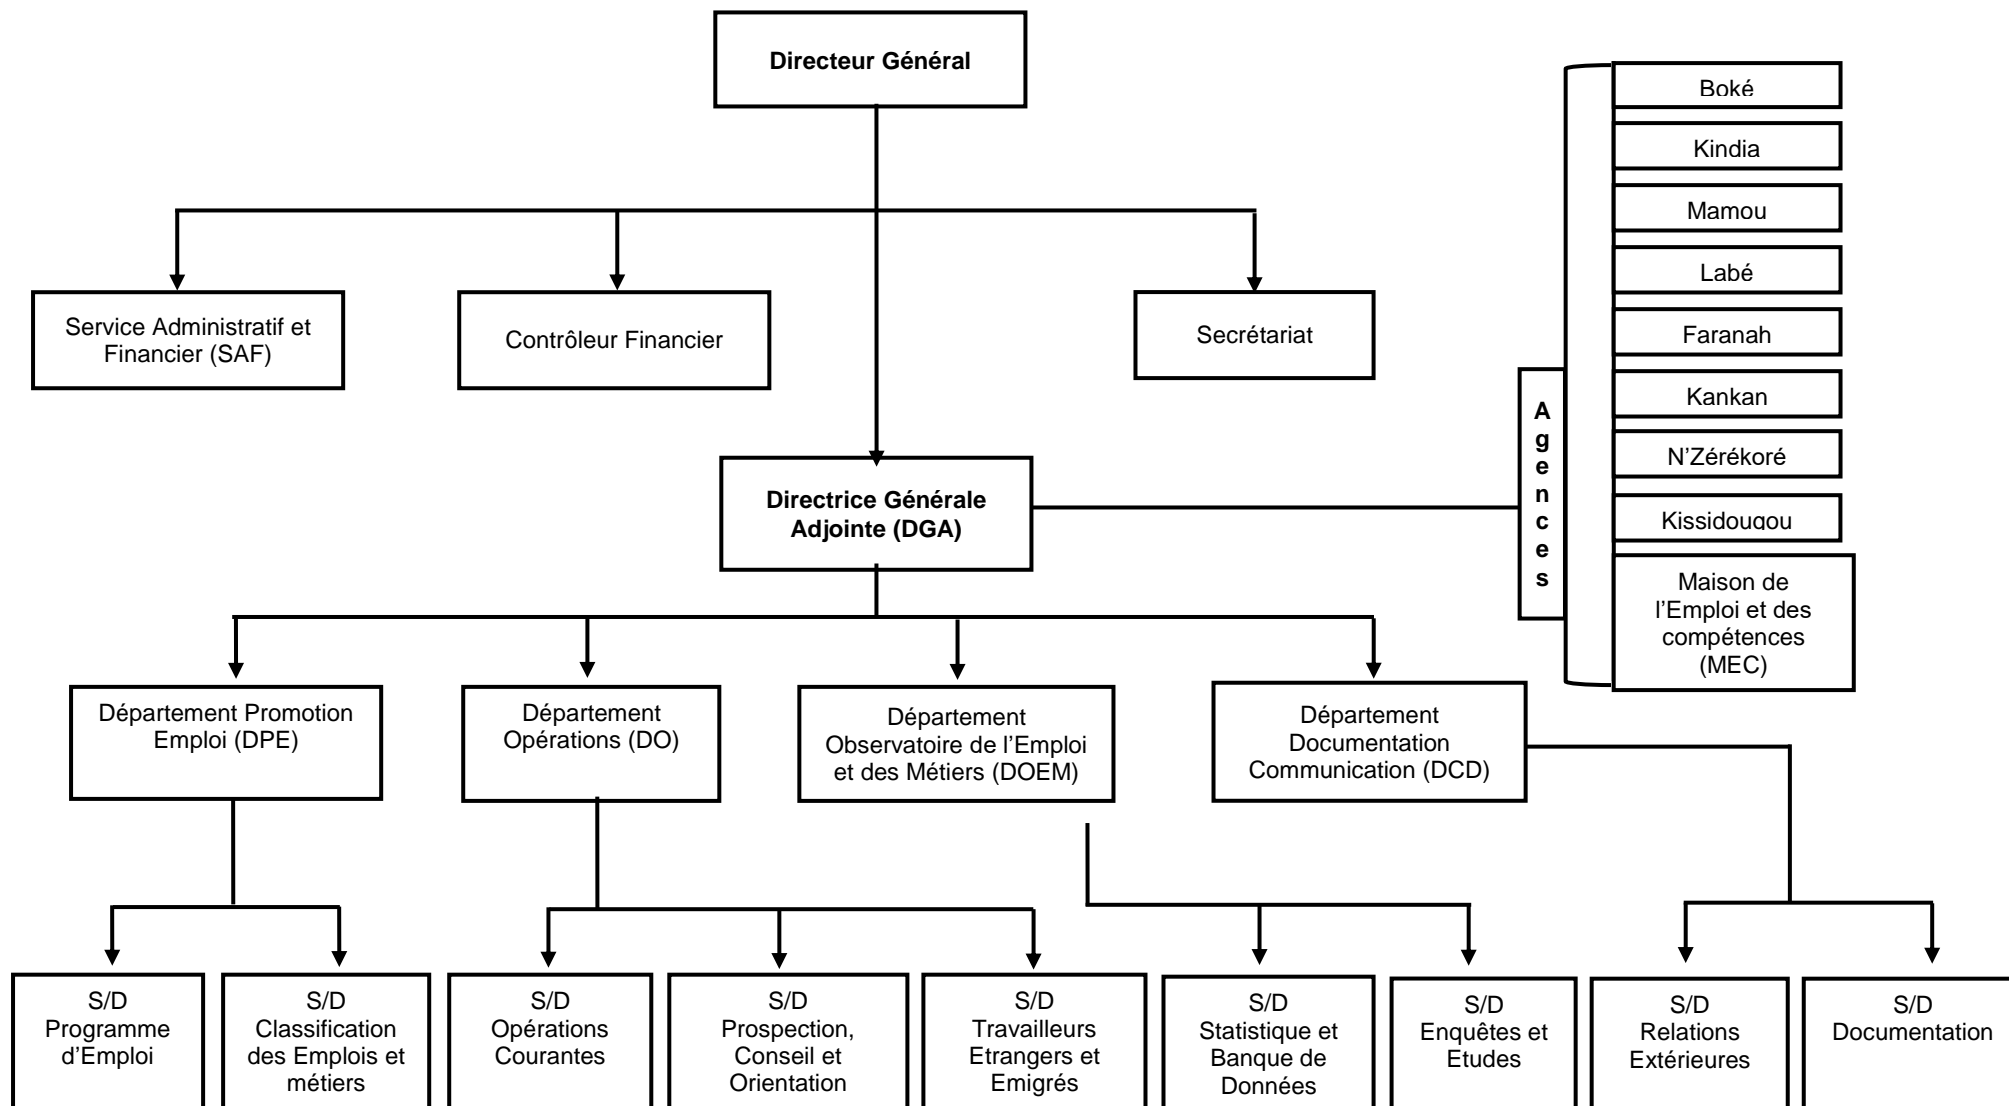 Directeur Général
Boké
Kindia
Mamou
Labé
Faranah
Kankan
N’Zérékoré
Kissidougou
Maison de
l’Emploi et des
compétences
(MEC)
Agences
Service Administratif et
Financier (SAF)
Contrôleur Financier
Secrétariat
Directrice Générale
Adjointe (DGA)
Département Promotion
Emploi (DPE)
Département
Opérations (DO)
Département
Observatoire de l’Emploi
et des Métiers (DOEM)
Département
Documentation
Communication (DCD)
S/D
Programme
d’Emploi
S/D
Classification
des Emplois et
métiers
S/D
Opérations
Courantes
S/D
Prospection,
Conseil et
Orientation
S/D
Travailleurs
Etrangers et
Emigrés
S/D
Statistique et
Banque de
Données
S/D
Enquêtes et
Etudes
S/D
Relations
Extérieures
S/D
Documentation